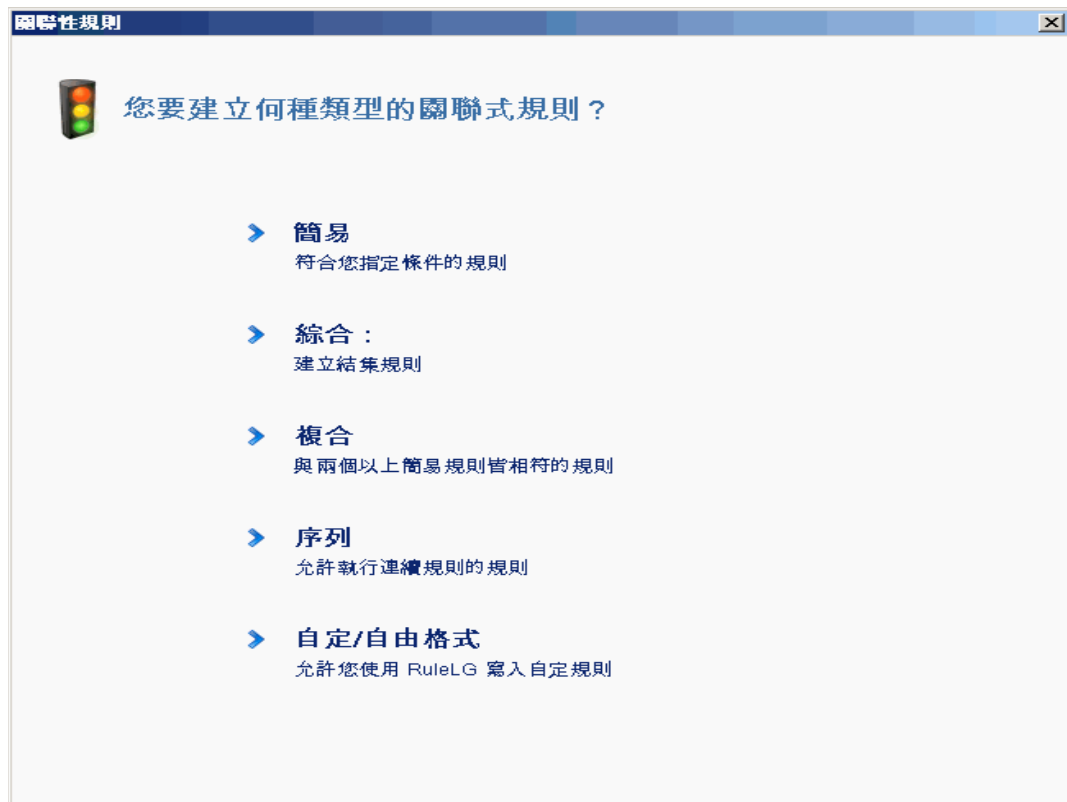 關聯性規則
您要建立何種類型的關聯式規則？
簡易
符合您指定條件的規則
綜合：
建立結集規則
複合
與兩個以上簡易規則皆相符的規則
序列
允許執行連續規則的規則
自定/自由格式
允許您使用 RuleLG 寫入自定規則